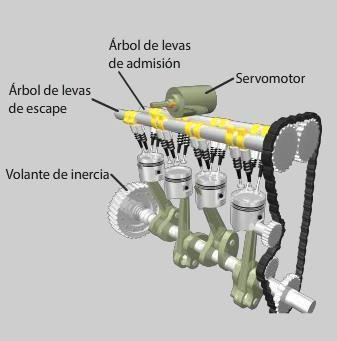 Árbol de levas
de admisión
Servomotor
Árbol de levas
de escape
Volante de inercia